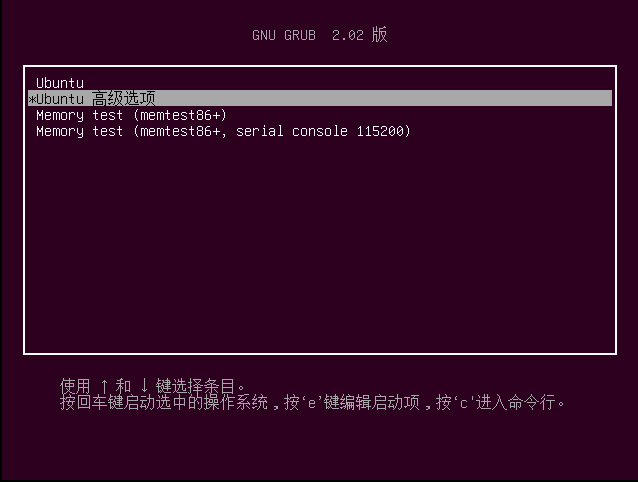 GNU GRUB  2.02 版
Ubuntu
*Ubuntu 高级选项
Memory test (memtest86+)
Memory test (memtest86+, serial console 115200)
使用 ↑ 和 ↓ 键选择条目。
按回车键启动选中的操作系统，按‘e’键编辑启动项，按‘c'进入命令行。